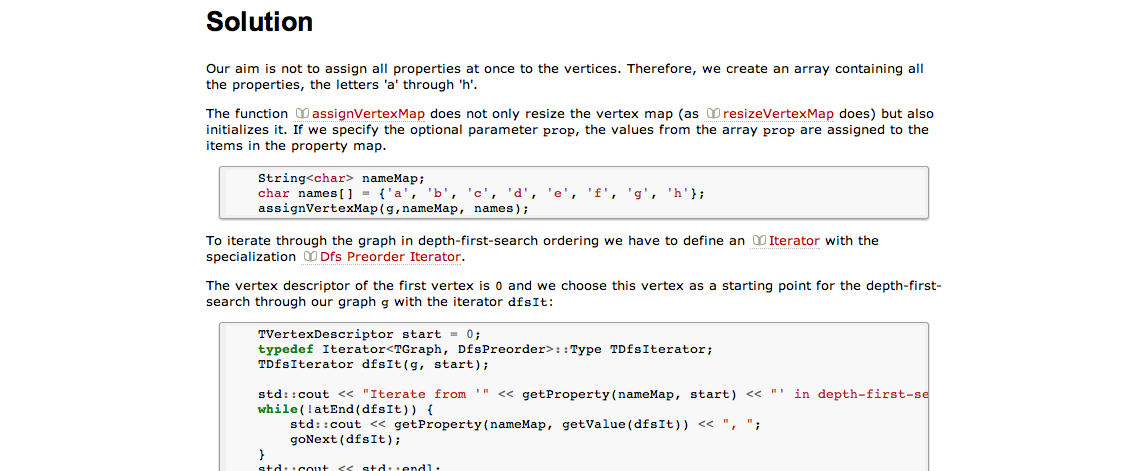 Solution
Our aim is not to assign all properties at once to the vertices. Therefore, we create an array containing all
the properties, the letters 'a' through 'h'.
The function assignVertexMap does not only resize the vertex map (as resizeVertexMap does) but also
initializes it. If we specify the optional parameter prop, the values from the array prop are assigned to the
items in the property map.
String<char> nameMap;
char names[] = {'a', 'b', 'c', 'd', 'e', 'f', 'g', 'h'};
assignVertexMap(g,nameMap, names);
To iterate through the graph in depth-first-search ordering we have to define an Iterator with the
specialization Dfs Preorder Iterator.
The vertex descriptor of the first vertex is 0 and we choose this vertex as a starting point for the depth-first-
search through our graph g with the iterator dfsIt:
TVertexDescriptor start = 0;
typedef Iterator<TGraph, DfsPreorder>::Type TDfsIterator;
TDfsIterator dfsIt(g, start);
std::cout << "Iterate from '" << getProperty(nameMap, start) << "' in depth-first-se
while(!atEnd(dfsIt)) {
std::cout << getProperty(nameMap, getValue(dfsIt)) << ", ";
goNext(dfsIt);
}
std::cout << std::endl;